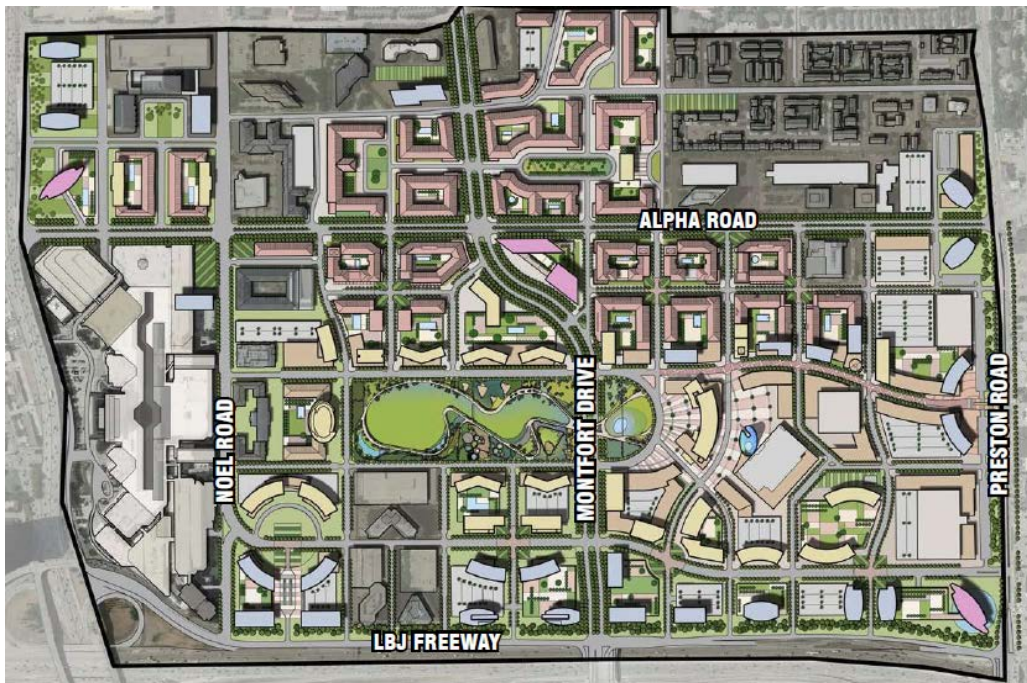 ALPHA ROAD
MONTFORT DRIVE
PRESTON ROAD
NOEL ROAD
LBJ FREEWAY